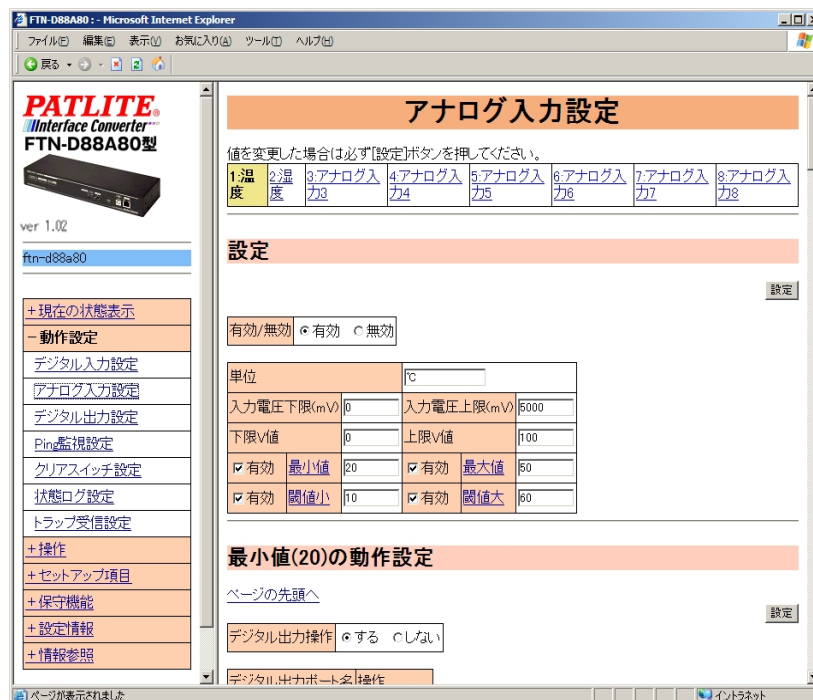 FTN-D88A80 : - Microsoft Internet Explorer
ファイル(F) 編集(E) 表示(V) お気に入り(A) ツール(T) ヘルプ(H)
戻る
PATLITE®
Interface Converter
FTN-D88A80型
ver 1.02
ftn-d88a80
+現在の状態表示
-動作設定
デジタル入力設定
アナログ入力設定
デジタル出力設定
Ping監視設定
クリアスイッチ設定
状態ログ設定
トラップ受信設定
+操作
+セットアップ項目
+保守機能
+設定情報
+情報参照
アナログ入力設定
値を変更した場合は必ず[設定]ボタンを押してください。
1:温度 2:湿度 3:アナログ入力3 4:アナログ入力4 5:アナログ入力5 6:アナログ入力6 7:アナログ入力7 8:アナログ入力8
設定
設定
有効/無効 有効 無効
単位 ℃
入力電圧下限(mV) 0 入力電圧上限(mV) 5000
下限V値 0 上限V値 100
有効 最小値 20 有効 最大値 50
有効 閾値小 10 有効 閾値大 60
最小値(20)の動作設定
ページの先頭へ
設定
デジタル出力操作 する しない
デジタル出力ポート名 操作
ページが表示されました イントラネット